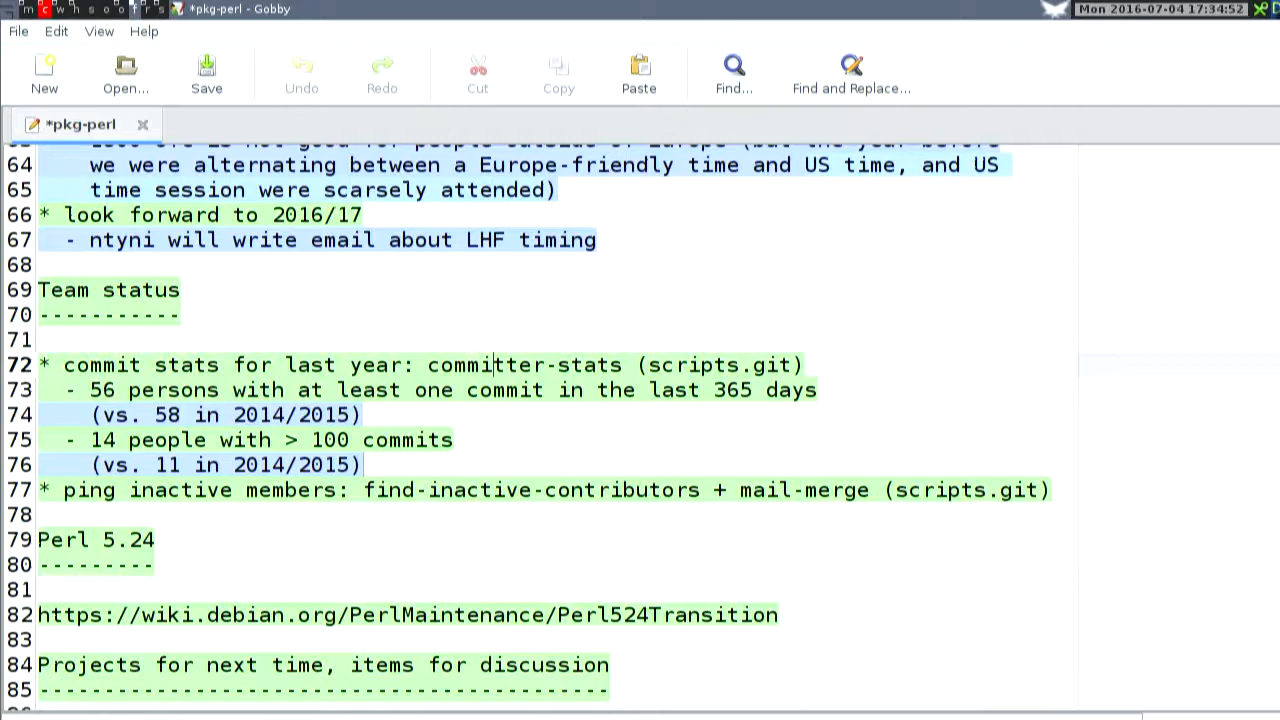 m c w h s o o f r s *pkg-perl - Gobby
Mon 2016-07-04 17:34:52
File Edit View Help
New Open... Save Undo Redo Cut Copy Paste Find... Find and Replace...
*pkg-perl
64 we were alternating between a Europe-friendly time and US time, and US
65 time session were scarsely attended)
66 * look forward to 2016/17
67 - ntyni will write email about LHF timing
68
69 Team status
70 -----------
71
72 * commit stats for last year: committer-stats (scripts.git)
73 - 56 persons with at least one commit in the last 365 days
74 (vs. 58 in 2014/2015)
75 - 14 people with > 100 commits
76 (vs. 11 in 2014/2015)
77 * ping inactive members: find-inactive-contributors + mail-merge (scripts.git)
78
79 Perl 5.24
80 ---------
81
82 https://wiki.debian.org/PerlMaintenance/Perl524Transition
83
84 Projects for next time, items for discussion
85 --------------------------------------------